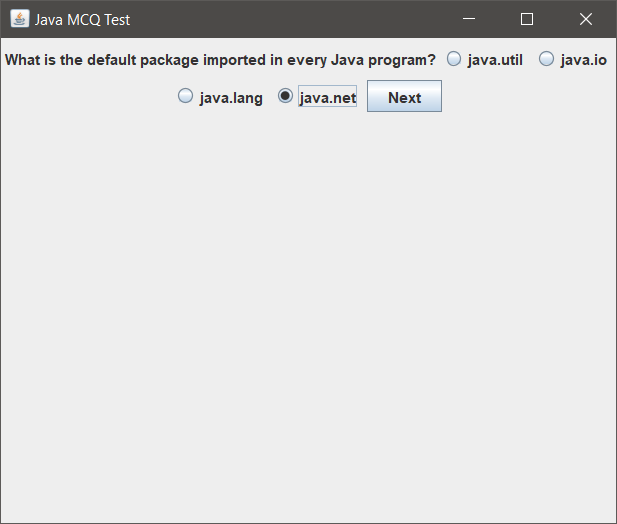 Java MCQ Test
What is the default package imported in every Java program? java.util java.io
java.lang java.net Next